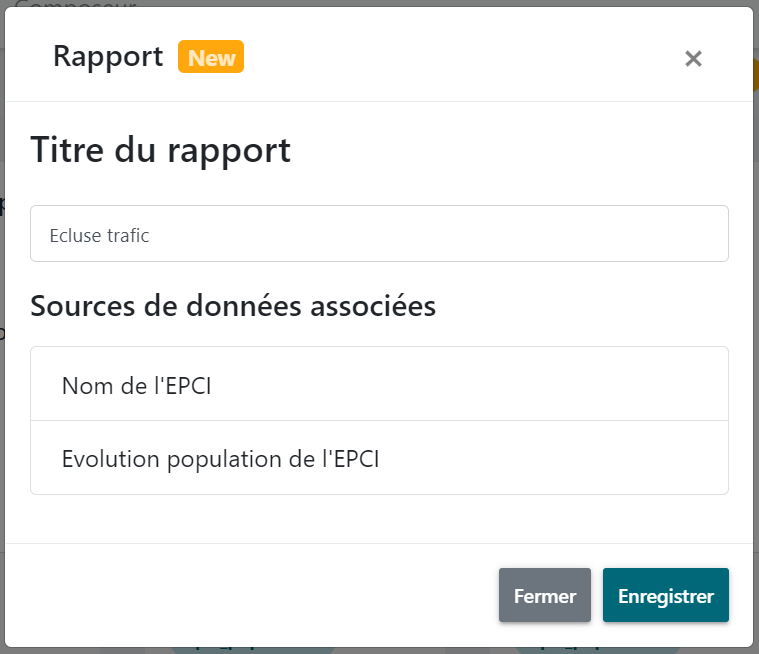 Composeur
Rapport New
×
Titre du rapport
Ecluse trafic
Sources de données associées
Nom de l'EPCI
Evolution population de l'EPCI
Fermer Enregistrer